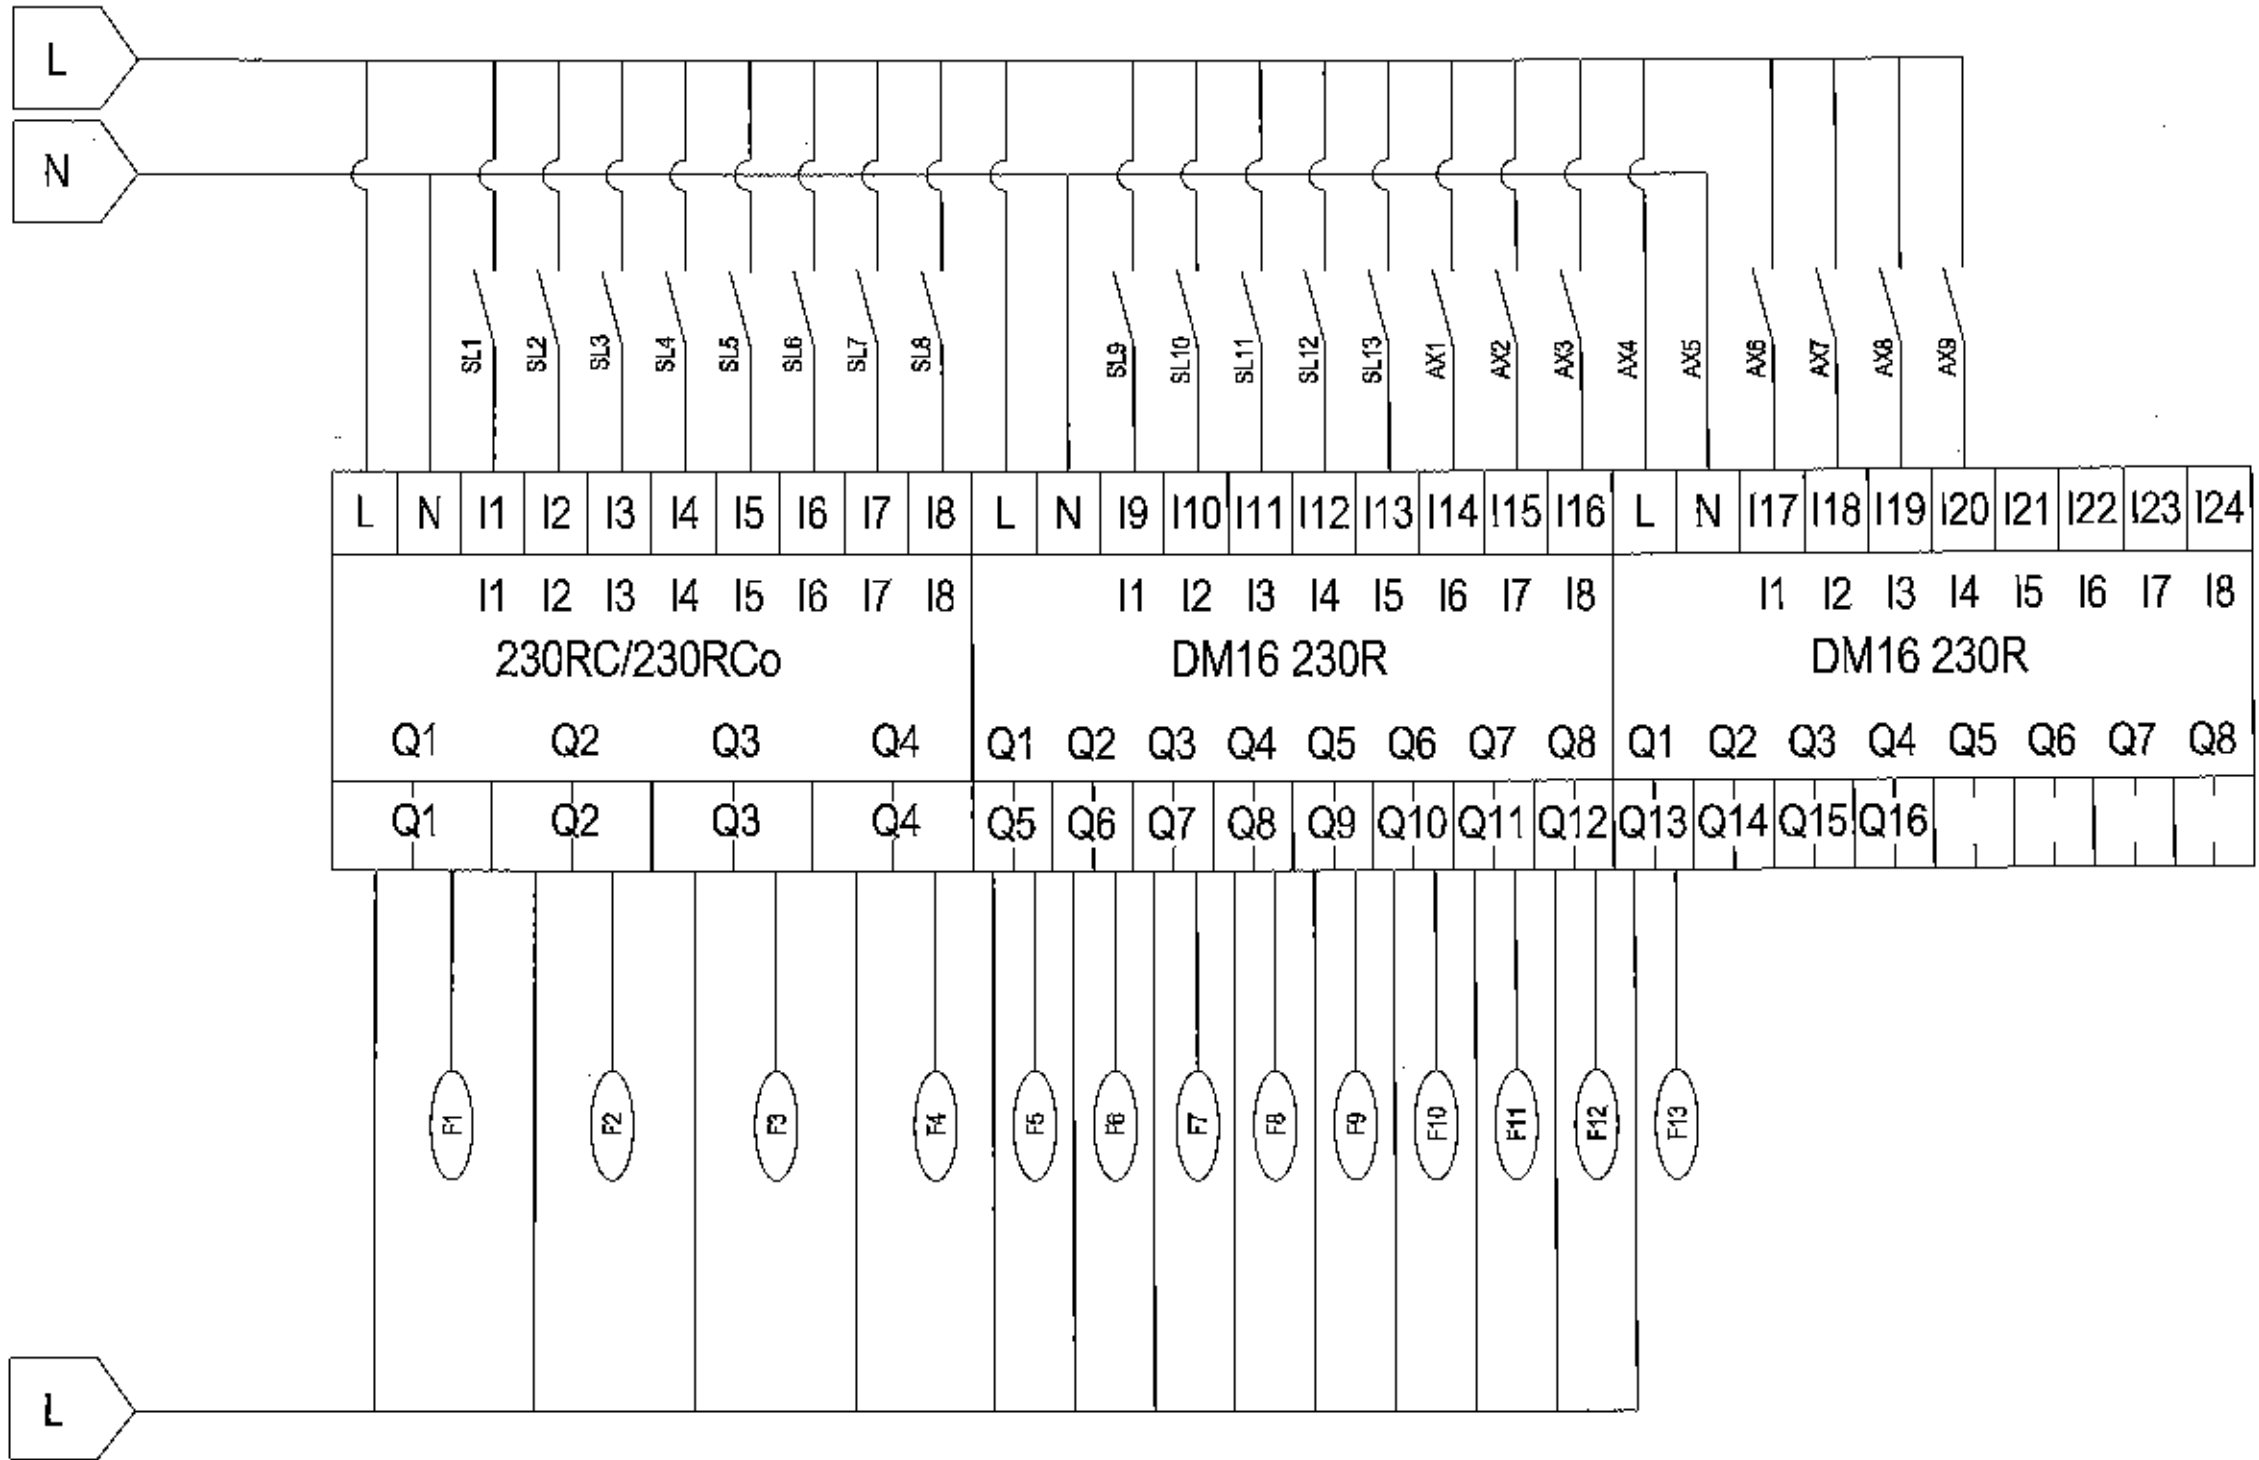 L
N
SL1 SL2 SL3 SL4 SL5 SL6 SL7 SL8 SL9 SL10 SL11 SL12 SL13 AX1 AX2 AX3 AX4 AX5 AX6 AX7 AX8 AX9
L N I1 I2 I3 I4 I5 I6 I7 I8 L N I9 I10 I11 I12 I13 I14 I15 I16 L N I17 I18 I19 I20 I21 I22 I23 I24
I1 I2 I3 I4 I5 I6 I7 I8 I1 I2 I3 I4 I5 I6 I7 I8 I1 I2 I3 I4 I5 I6 I7 I8
230RC/230RCo DM16 230R DM16 230R
Q1 Q2 Q3 Q4 Q1 Q2 Q3 Q4 Q5 Q6 Q7 Q8 Q1 Q2 Q3 Q4 Q5 Q6 Q7 Q8
Q1 Q2 Q3 Q4 Q5 Q6 Q7 Q8 Q9 Q10 Q11 Q12 Q13 Q14 Q15 Q16
F1 F2 F3 F4 F5 F6 F7 F8 F9 F10 F11 F12 F13
L